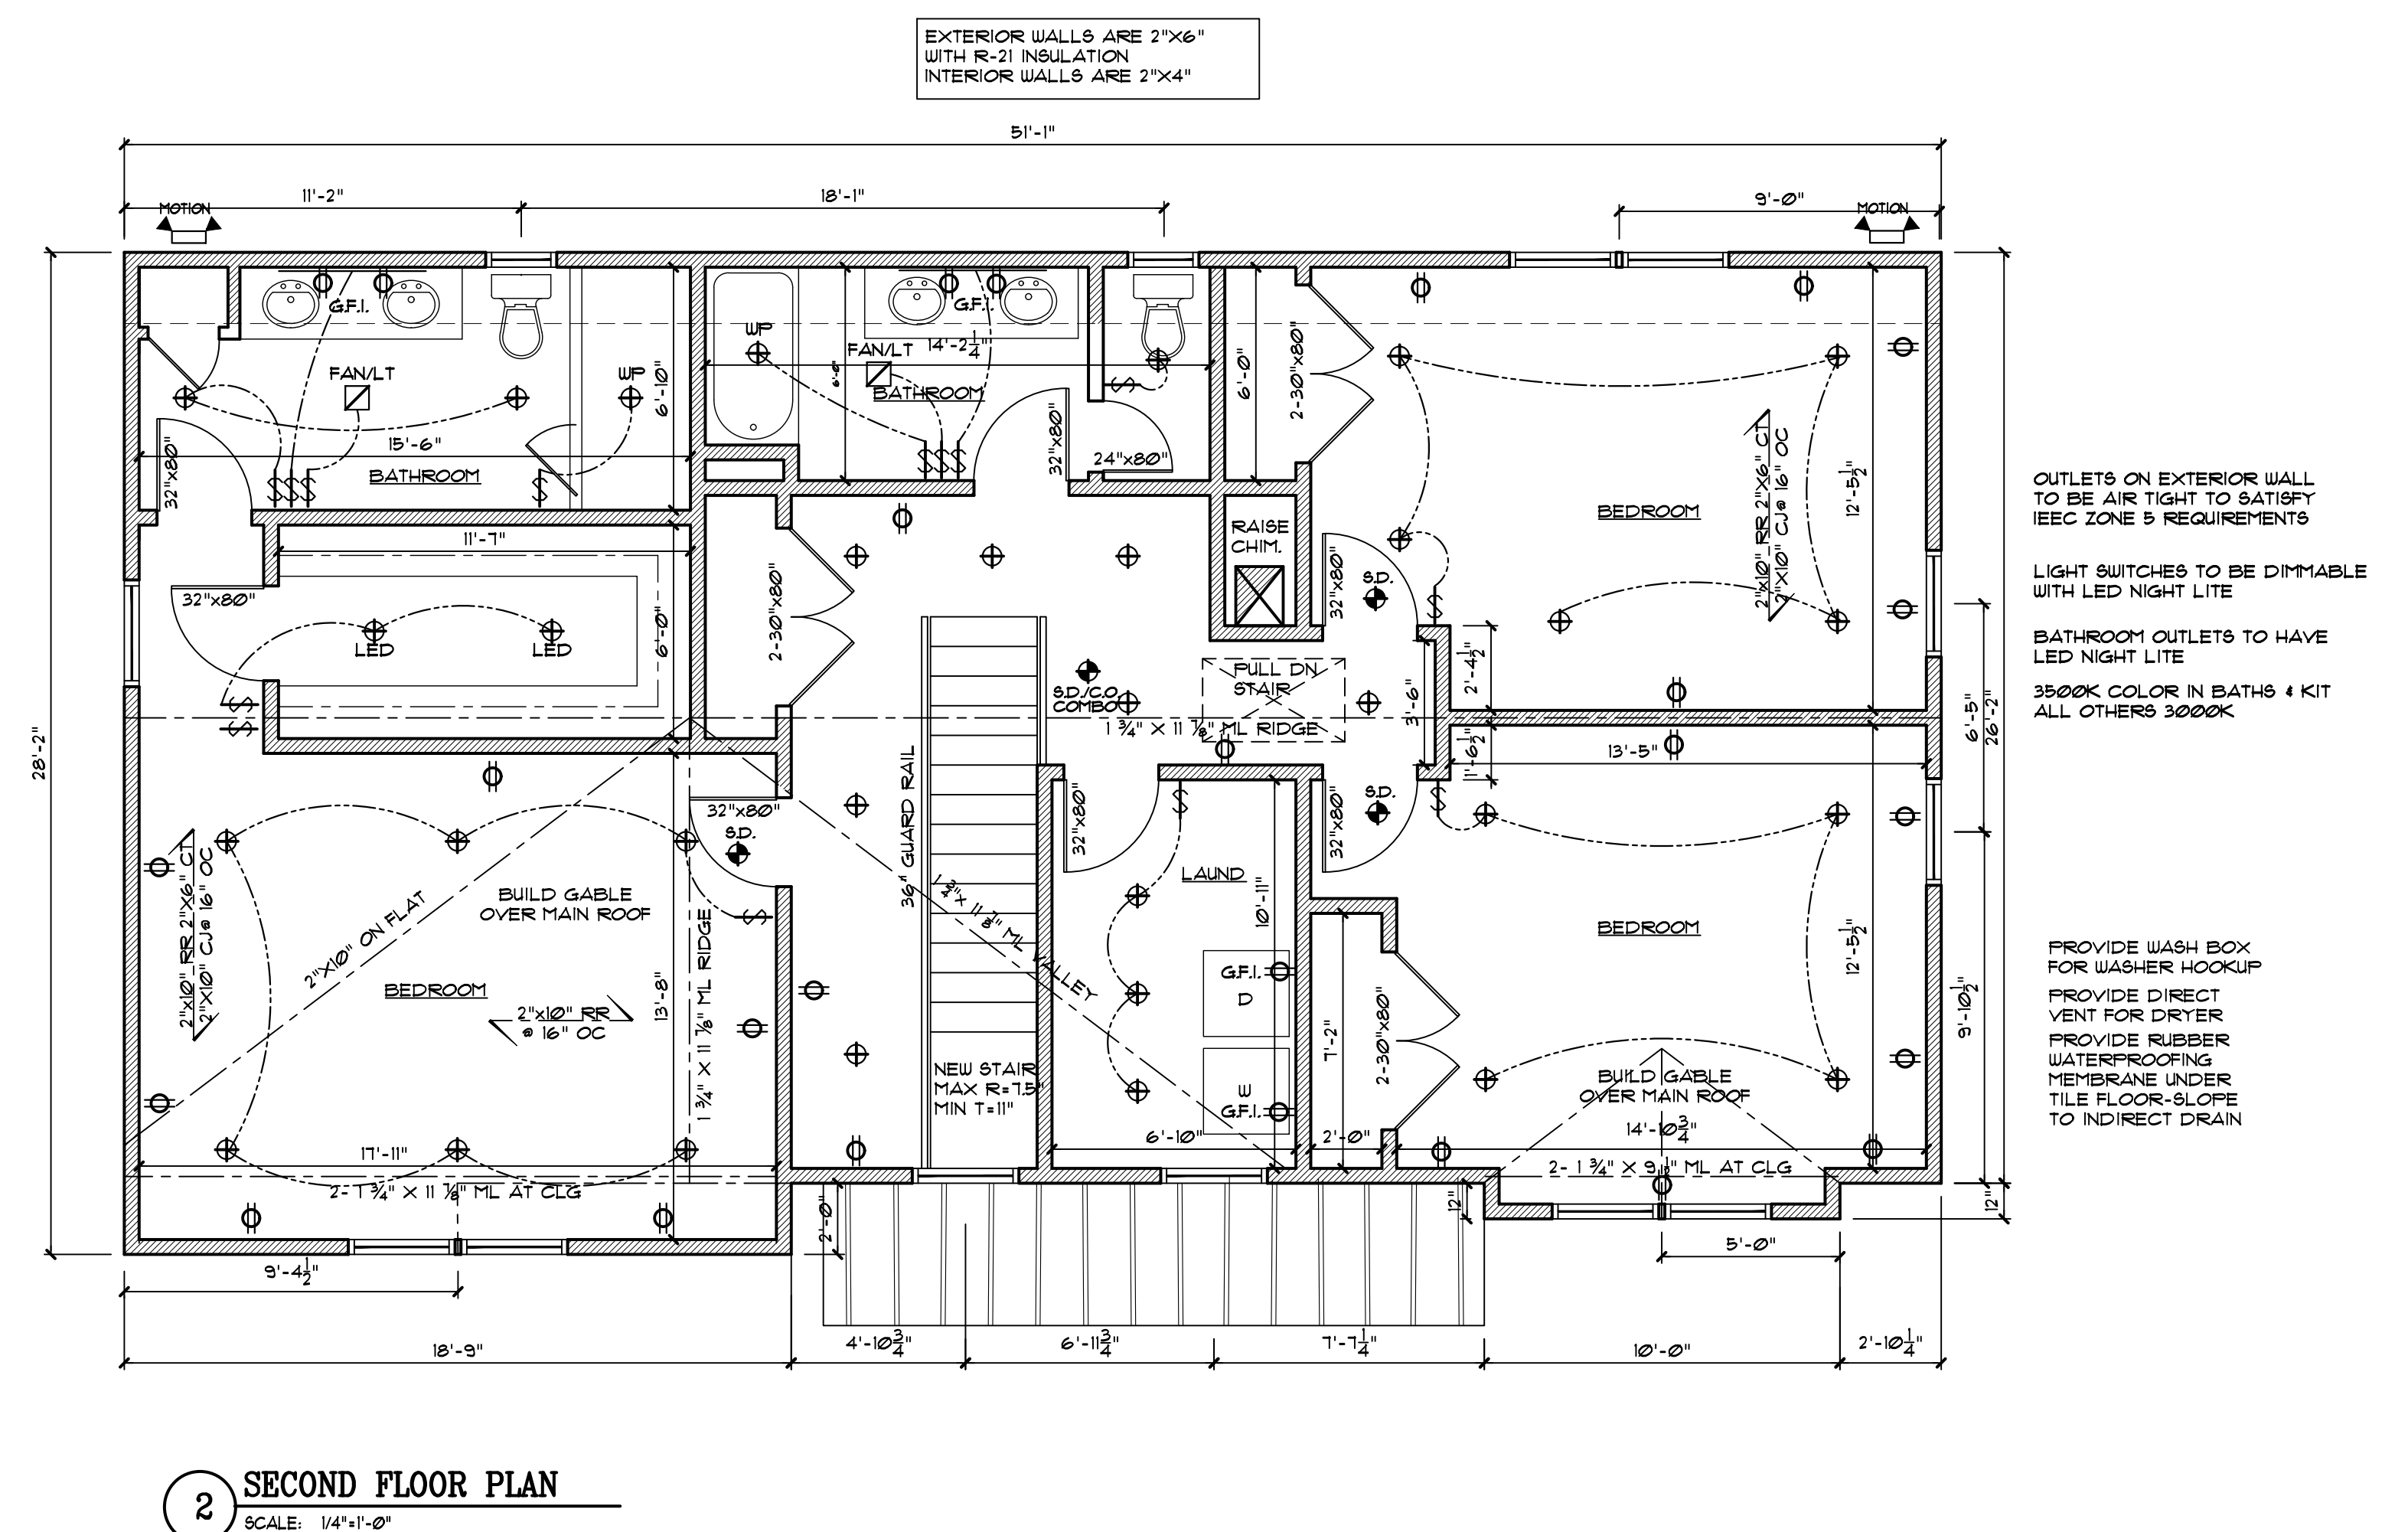 EXTERIOR WALLS ARE 2"X6"
WITH R-21 INSULATION
INTERIOR WALLS ARE 2"X4"
51'-1"
11'-2"
18'-1"
9'-0"
MOTION
MOTION
G.F.I.
FAN/LT
WP
6'-10"
32"x80"
15'-6"
BATHROOM
WP
G.F.I.
FAN/LT
14'-2 1/4"
6'-0"
BATHROOM
32"x80"
24"x80"
6'-0"
2-30"x80"
BEDROOM
2"x10" RR 2"X6" CT
2"X10" CJ@ 16" OC
12'-5 1/2"
RAISE
CHIM.
32"x80"
S.D.
11'-7"
32"x80"
LED
LED
6'-0"
2-30"x80"
S.D./C.O.
COMBO
PULL DN
STAIR
1 3/4" X 11 7/8" ML RIDGE
3'-6"
2'-4 1/2"
1'-6 1/2"
13'-5"
28'-2"
6'-5"
26'-2"
36" GUARD RAIL
32"x80"
S.D.
32"x80"
32"x80"
S.D.
LAUND
10'-11"
BUILD GABLE
OVER MAIN ROOF
2"X10" ON FLAT
2"x10" RR 2"X6" CT
2"X10" CJ@ 16" OC
BEDROOM
2"x10" RR
@ 16" OC
13'-8"
1 3/4" X 11 7/8" ML RIDGE
1 3/4" X 11 7/8" ML VALLEY
G.F.I.
D
W
G.F.I.
BEDROOM
12'-5 1/2"
9'-10 1/2"
7'-2"
2-30"x80"
BUILD GABLE
OVER MAIN ROOF
14'-10 3/4"
NEW STAIR
MAX R=7.5"
MIN T=11"
6'-10"
2'-0"
17'-11"
2- 1 3/4" X 11 7/8" ML AT CLG
2- 1 3/4" X 9 1/2" ML AT CLG
2'-0"
12"
12"
5'-0"
9'-4 1/2"
18'-9"
4'-10 3/4"
6'-11 3/4"
7'-7 1/4"
10'-0"
2'-10 1/4"
OUTLETS ON EXTERIOR WALL
TO BE AIR TIGHT TO SATISFY
IEEC ZONE 5 REQUIREMENTS
LIGHT SWITCHES TO BE DIMMABLE
WITH LED NIGHT LITE
BATHROOM OUTLETS TO HAVE
LED NIGHT LITE
3500K COLOR IN BATHS & KIT
ALL OTHERS 3000K
PROVIDE WASH BOX
FOR WASHER HOOKUP
PROVIDE DIRECT
VENT FOR DRYER
PROVIDE RUBBER
WATERPROOFING
MEMBRANE UNDER
TILE FLOOR-SLOPE
TO INDIRECT DRAIN
2
SECOND FLOOR PLAN
SCALE: 1/4"=1'-0"